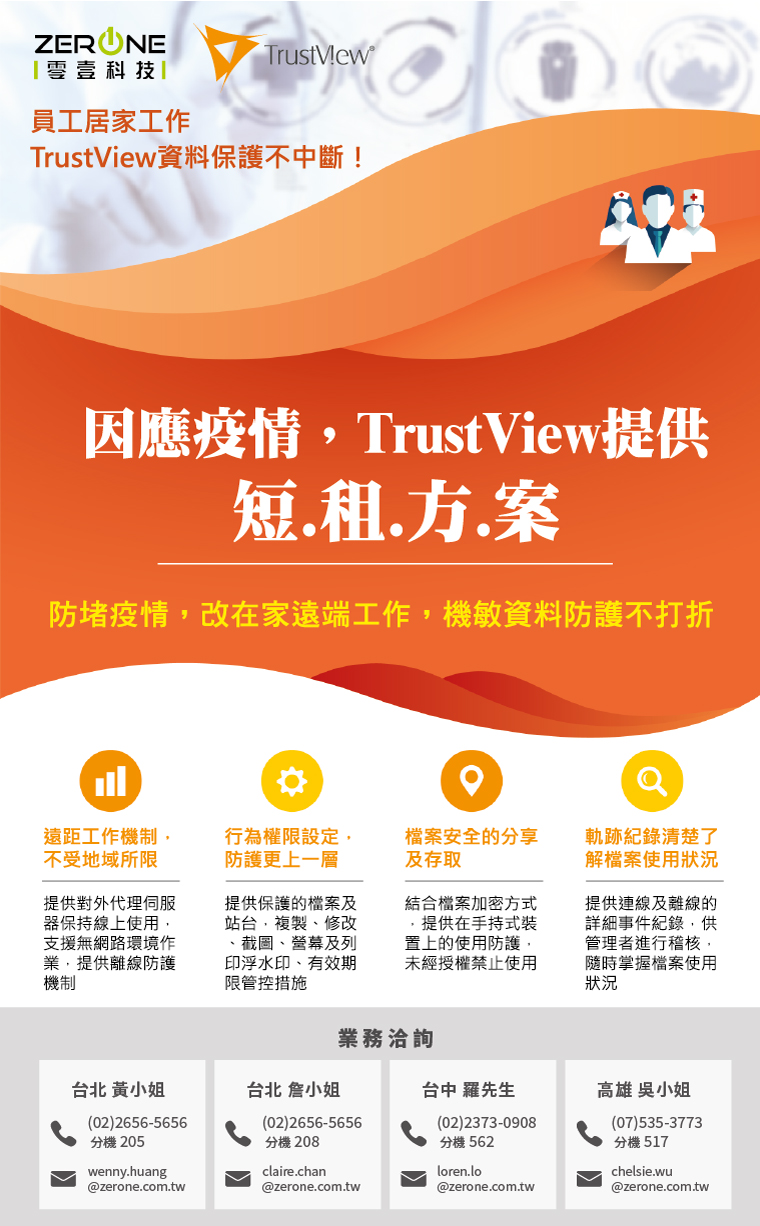 ZERONE
零壹科技
TrustView®
員工居家工作
TrustView資料保護不中斷！
因應疫情，TrustView提供
短.租.方.案
防堵疫情，改在家遠端工作，機敏資料防護不打折
遠距工作機制，
不受地域所限
提供對外代理伺服
器保持線上使用，
支援無網路環境作
業，提供離線防護
機制
行為權限設定，
防護更上一層
提供保護的檔案及
站台，複製、修改
、截圖、螢幕及列
印浮水印、有效期
限管控措施
檔案安全的分享
及存取
結合檔案加密方式
，提供在手持式裝
置上的使用防護，
未經授權禁止使用
軌跡紀錄清楚了
解檔案使用狀況
提供連線及離線的
詳細事件紀錄，供
管理者進行稽核，
隨時掌握檔案使用
狀況
業務洽詢
台北 黃小姐
(02)2656-5656
分機 205
wenny.huang
@zerone.com.tw
台北 詹小姐
(02)2656-5656
分機 208
claire.chan
@zerone.com.tw
台中 羅先生
(02)2373-0908
分機 562
loren.lo
@zerone.com.tw
高雄 吳小姐
(07)535-3773
分機 517
chelsie.wu
@zerone.com.tw